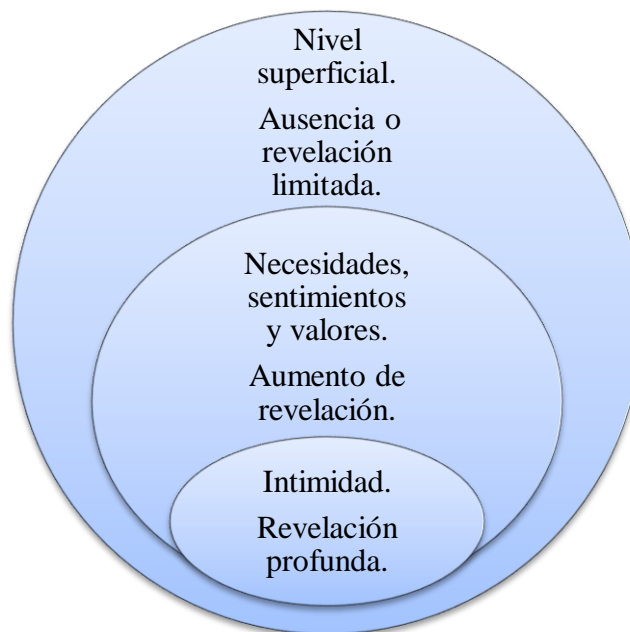 Nivel
superficial.
Ausencia o
revelación
limitada.
Necesidades,
sentimientos
y valores.
Aumento de
revelación.
Intimidad.
Revelación
profunda.